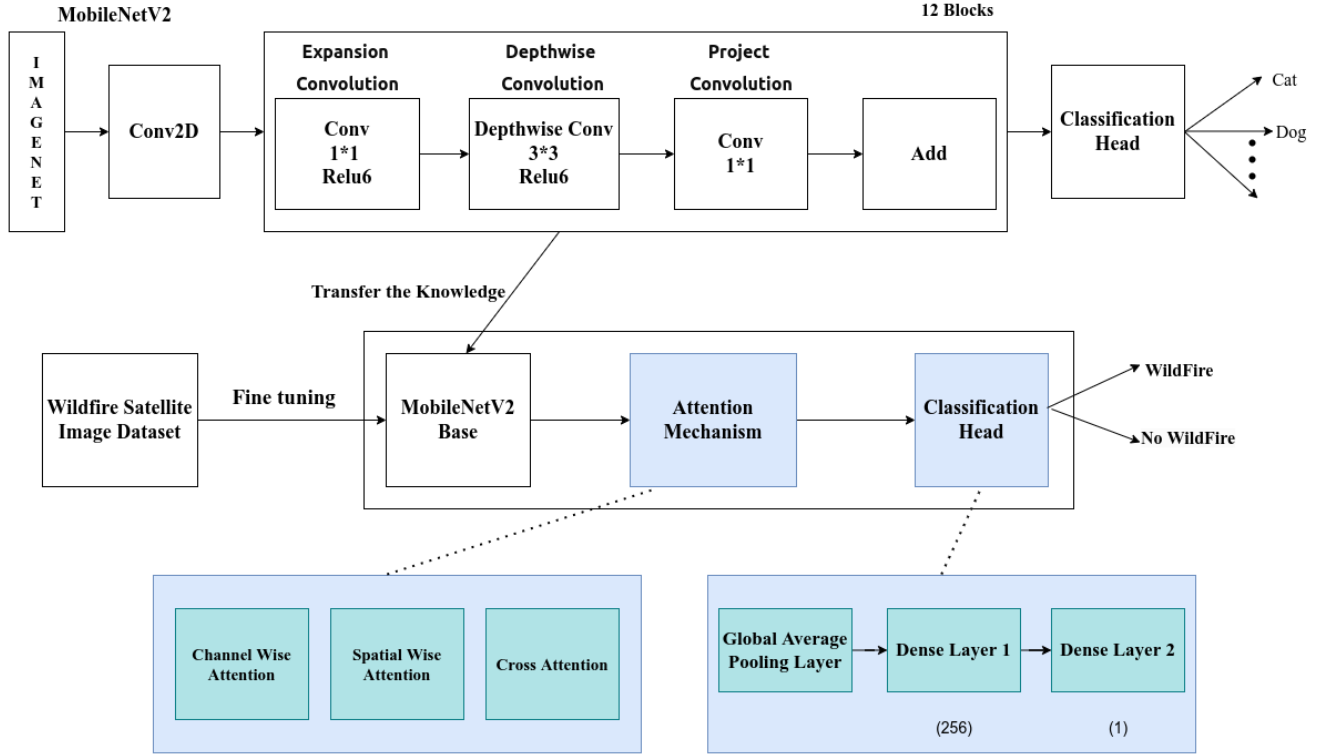 MobileNetV2
12 Blocks
I
M
A
G
E
N
E
T
Conv2D
Expansion
Convolution
Conv
1*1
Relu6
Depthwise
Convolution
Depthwise Conv
3*3
Relu6
Project
Convolution
Conv
1*1
Add
Classification
Head
Cat
Dog
Transfer the Knowledge
Wildfire Satellite
Image Dataset
Fine tuning
MobileNetV2
Base
Attention
Mechanism
Classification
Head
WildFire
No WildFire
Channel Wise
Attention
Spatial Wise
Attention
Cross Attention
Global Average
Pooling Layer
Dense Layer 1
Dense Layer 2
(256)
(1)